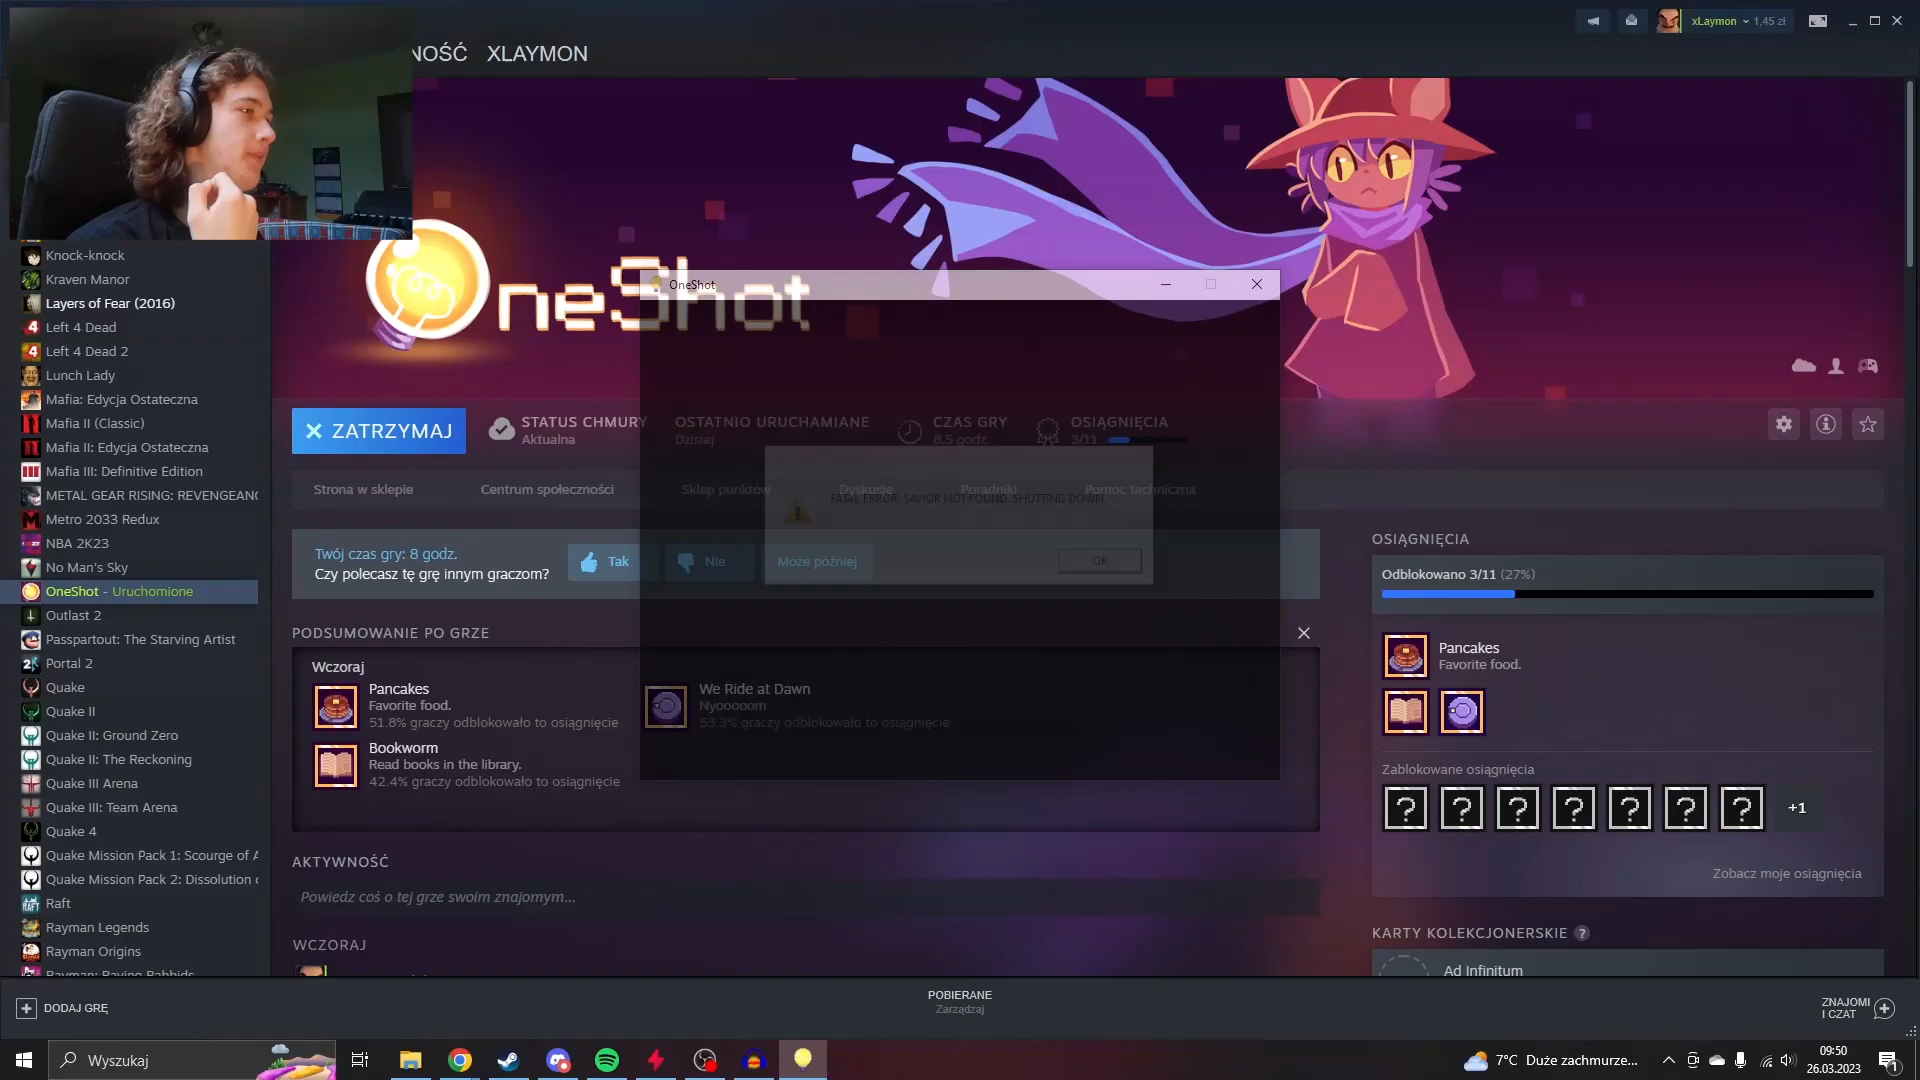 NOŚĆ XLAYMON
xLaymon 1,45 zł
OneShot
OneShot
Knock-knock
Kraven Manor
Layers of Fear (2016)
Left 4 Dead
Left 4 Dead 2
Lunch Lady
Mafia: Edycja Ostateczna
Mafia II (Classic)
Mafia II: Edycja Ostateczna
Mafia III: Definitive Edition
METAL GEAR RISING: REVENGEANC
Metro 2033 Redux
NBA 2K23
No Man's Sky
OneShot - Uruchomione
Outlast 2
Passpartout: The Starving Artist
Portal 2
Quake
Quake II
Quake II: Ground Zero
Quake II: The Reckoning
Quake III Arena
Quake III: Team Arena
Quake 4
Quake Mission Pack 1: Scourge of A
Quake Mission Pack 2: Dissolution o
Raft
Rayman Legends
Rayman Origins
Rayman: Raving Rabbids
ZATRZYMAJ
STATUS CHMURY
Aktualna
OSTATNIO URUCHAMIANE
Dzisiaj
CZAS GRY
8,5 godz.
OSIĄGNIĘCIA
3/11
Strona w sklepie Centrum społeczności Sklep punktów Dyskusje Poradniki Pomoc techniczna
FATAL ERROR: SAVIOR NOT FOUND. SHUTTING DOWN.
OK
Twój czas gry: 8 godz.
Czy polecasz tę grę innym graczom?
Tak Nie Może później
PODSUMOWANIE PO GRZE
Wczoraj
Pancakes
Favorite food.
51.8% graczy odblokowało to osiągnięcie
We Ride at Dawn
Nyooooom
53.3% graczy odblokowało to osiągnięcie
Bookworm
Read books in the library.
42.4% graczy odblokowało to osiągnięcie
AKTYWNOŚĆ
Powiedz coś o tej grze swoim znajomym...
WCZORAJ
OSIĄGNIĘCIA
Odblokowano 3/11 (27%)
Pancakes
Favorite food.
Zablokowane osiągnięcia
? ? ? ? ? ? ? +1
Zobacz moje osiągnięcia
KARTY KOLEKCJONERSKIE ?
Ad Infinitum
DODAJ GRĘ
POBIERANE
Zarządzaj
ZNAJOMI
I CZAT
Wyszukaj
7°C Duże zachmurze...
09:50
26.03.2023
1